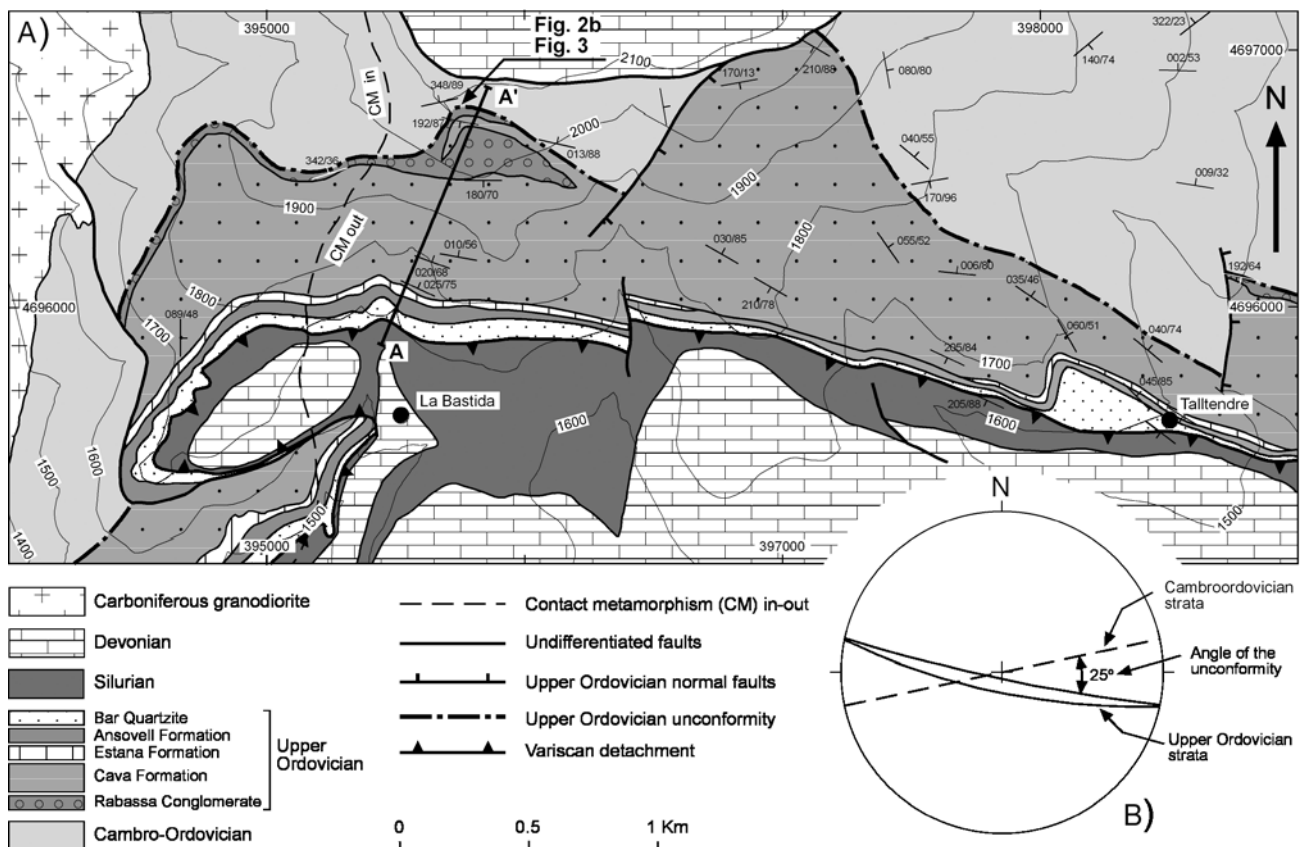 A)
395000
398000
322/23
4697000
Fig. 2b
Fig. 3
2100
170/13
210/88
080/80
140/74
002/53
CM in
348/89
A'
192/87
2000
N
040/55
013/88
342/36
009/32
180/70
170/96
1900
1900
1800
CM out
010/56
030/85
055/52
020/68
025/75
006/80
035/46
192/64
4696000
1800
210/78
4696000
1700
089/48
060/51
040/74
A
205/84
1700
045/85
La Bastida
1600
205/88
1600
Talltendre
1600
1500
1500
1500
1400
395000
397000
N
Carboniferous granodiorite
Devonian
Silurian
Bar Quartzite
Ansovell Formation
Estana Formation
Cava Formation
Rabassa Conglomerate
Upper
Ordovician
Cambro-Ordovician
Contact metamorphism (CM) in-out
Undifferentiated faults
Upper Ordovician normal faults
Upper Ordovician unconformity
Variscan detachment
0 0.5 1 Km
Cambroordovician
strata
Angle of the
unconformity
25º
Upper Ordovician
strata
B)